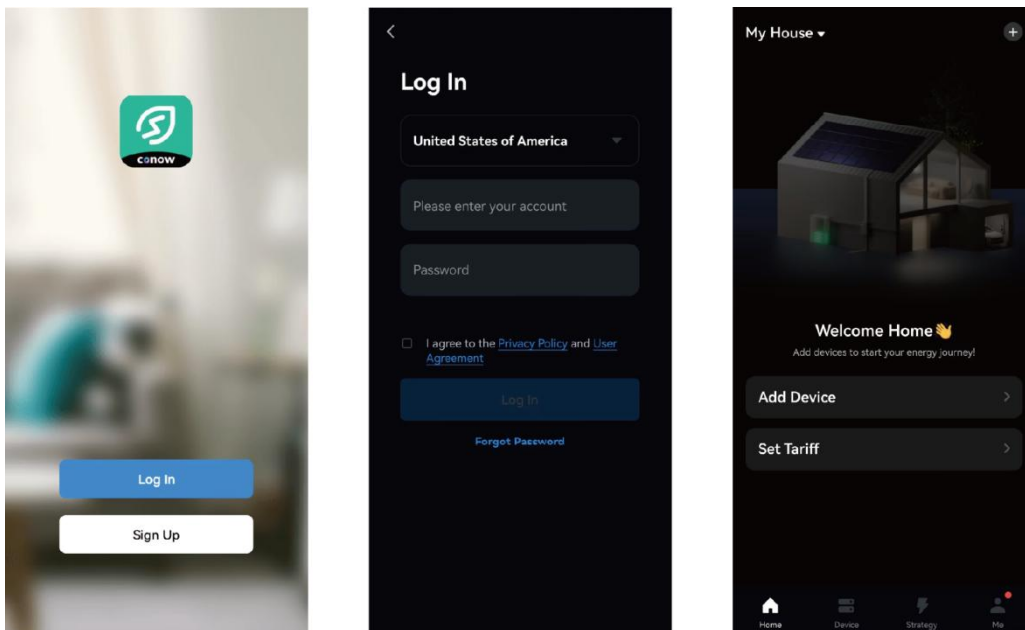 conow
Log In
Sign Up
Log In
United States of America
Please enter your account
Password
I agree to the Privacy Policy and User
Agreement
Log In
Forgot Password
My House
Welcome Home👋
Add devices to start your energy journey!
Add Device
Set Tariff
Home Device Strategy Me